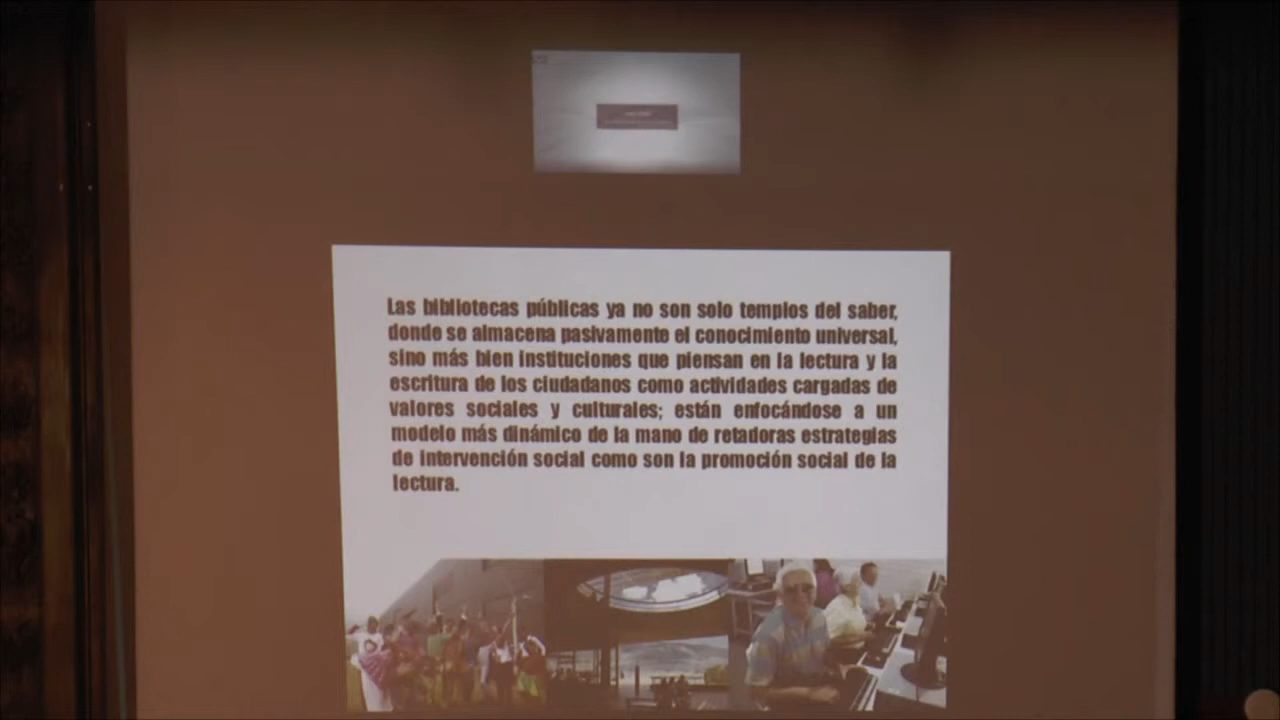 Las bibliotecas públicas ya no son solo templos del saber,
donde se almacena pasivamente el conocimiento universal,
sino más bien instituciones que piensan en la lectura y la
escritura de los ciudadanos como actividades cargadas de
valores sociales y culturales; están enfocándose a un
modelo más dinámico de la mano de retadoras estrategias
de intervención social como son la promoción social de la
lectura.